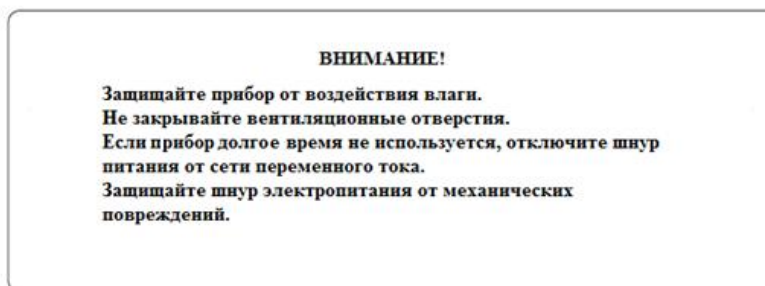 ВНИМАНИЕ!
Защищайте прибор от воздействия влаги.
Не закрывайте вентиляционные отверстия.
Если прибор долгое время не используется, отключите шнур
питания от сети переменного тока.
Защищайте шнур электропитания от механических
повреждений.